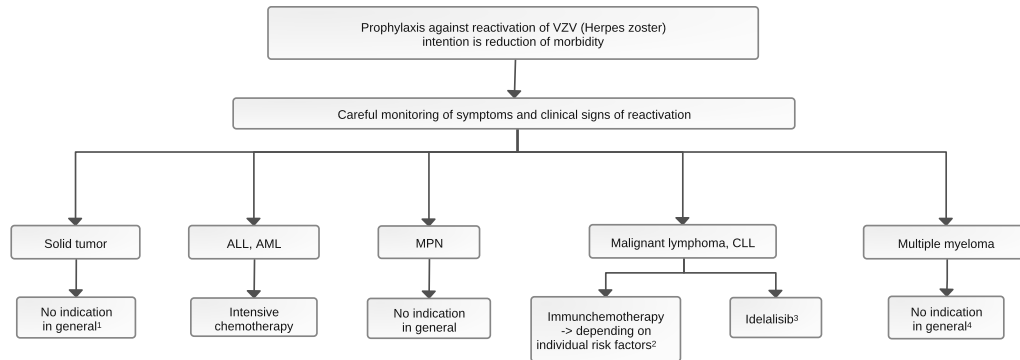 Prophylaxis against reactivation of VZV (Herpes zoster)
intention is reduction of morbidity
Careful monitoring of symptoms and clinical signs of reactivation
Solid tumor
ALL, AML
MPN
Malignant lymphoma, CLL
Multiple myeloma
No indication
in general¹
Intensive
chemotherapy
No indication
in general
Immunchemotherapy
-> depending on
individual risk factors²
Idelalisib³
No indication
in general⁴